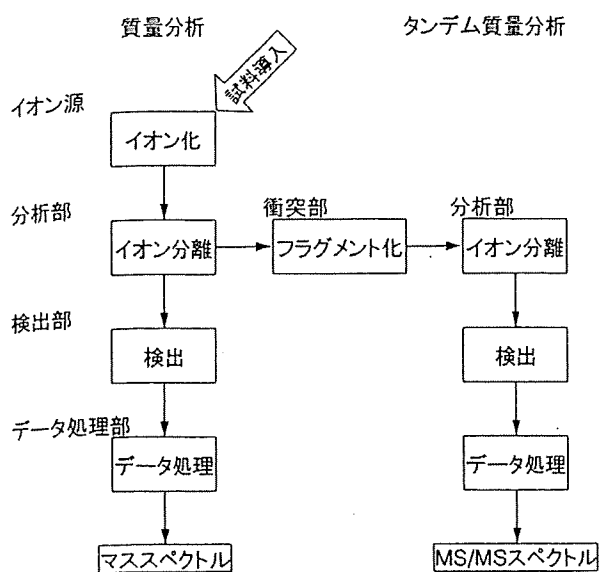 質量分析
タンデム質量分析
試料導入
イオン源
イオン化
分析部
衝突部
分析部
イオン分離
フラグメント化
イオン分離
検出部
検出
検出
データ処理部
データ処理
データ処理
マススペクトル
MS/MSスペクトル